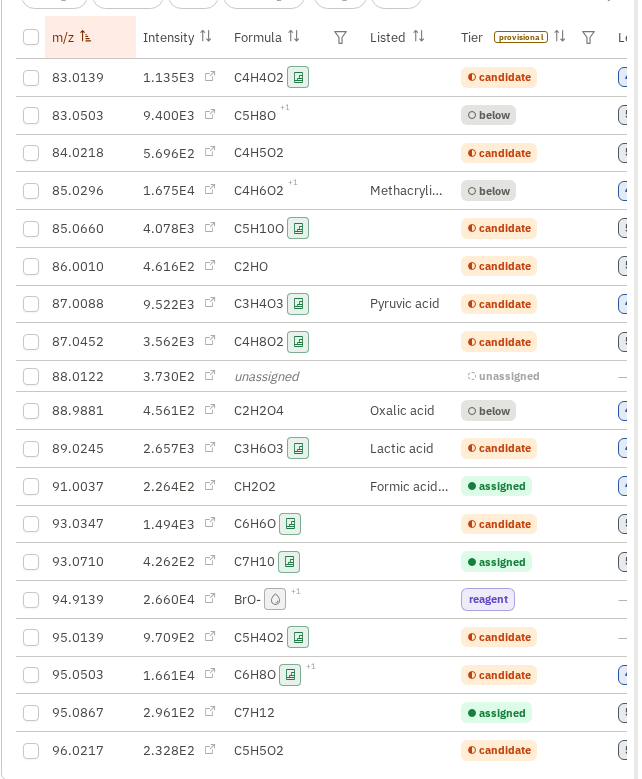 m/z Intensity Formula Listed Tier provisional
83.0139 1.135E3 C4H4O2 candidate
83.0503 9.400E3 C5H8O +1 below
84.0218 5.696E2 C4H5O2 candidate
85.0296 1.675E4 C4H6O2 +1 Methacryli... below
85.0660 4.078E3 C5H10O candidate
86.0010 4.616E2 C2HO candidate
87.0088 9.522E3 C3H4O3 Pyruvic acid candidate
87.0452 3.562E3 C4H8O2 candidate
88.0122 3.730E2 unassigned unassigned —
88.9881 4.561E2 C2H2O4 Oxalic acid below
89.0245 2.657E3 C3H6O3 Lactic acid candidate
91.0037 2.264E2 CH2O2 Formic acid... assigned
93.0347 1.494E3 C6H6O candidate
93.0710 4.262E2 C7H10 assigned
94.9139 2.660E4 BrO- +1 reagent —
95.0139 9.709E2 C5H4O2 candidate —
95.0503 1.661E4 C6H8O +1 candidate
95.0867 2.961E2 C7H12 assigned
96.0217 2.328E2 C5H5O2 candidate